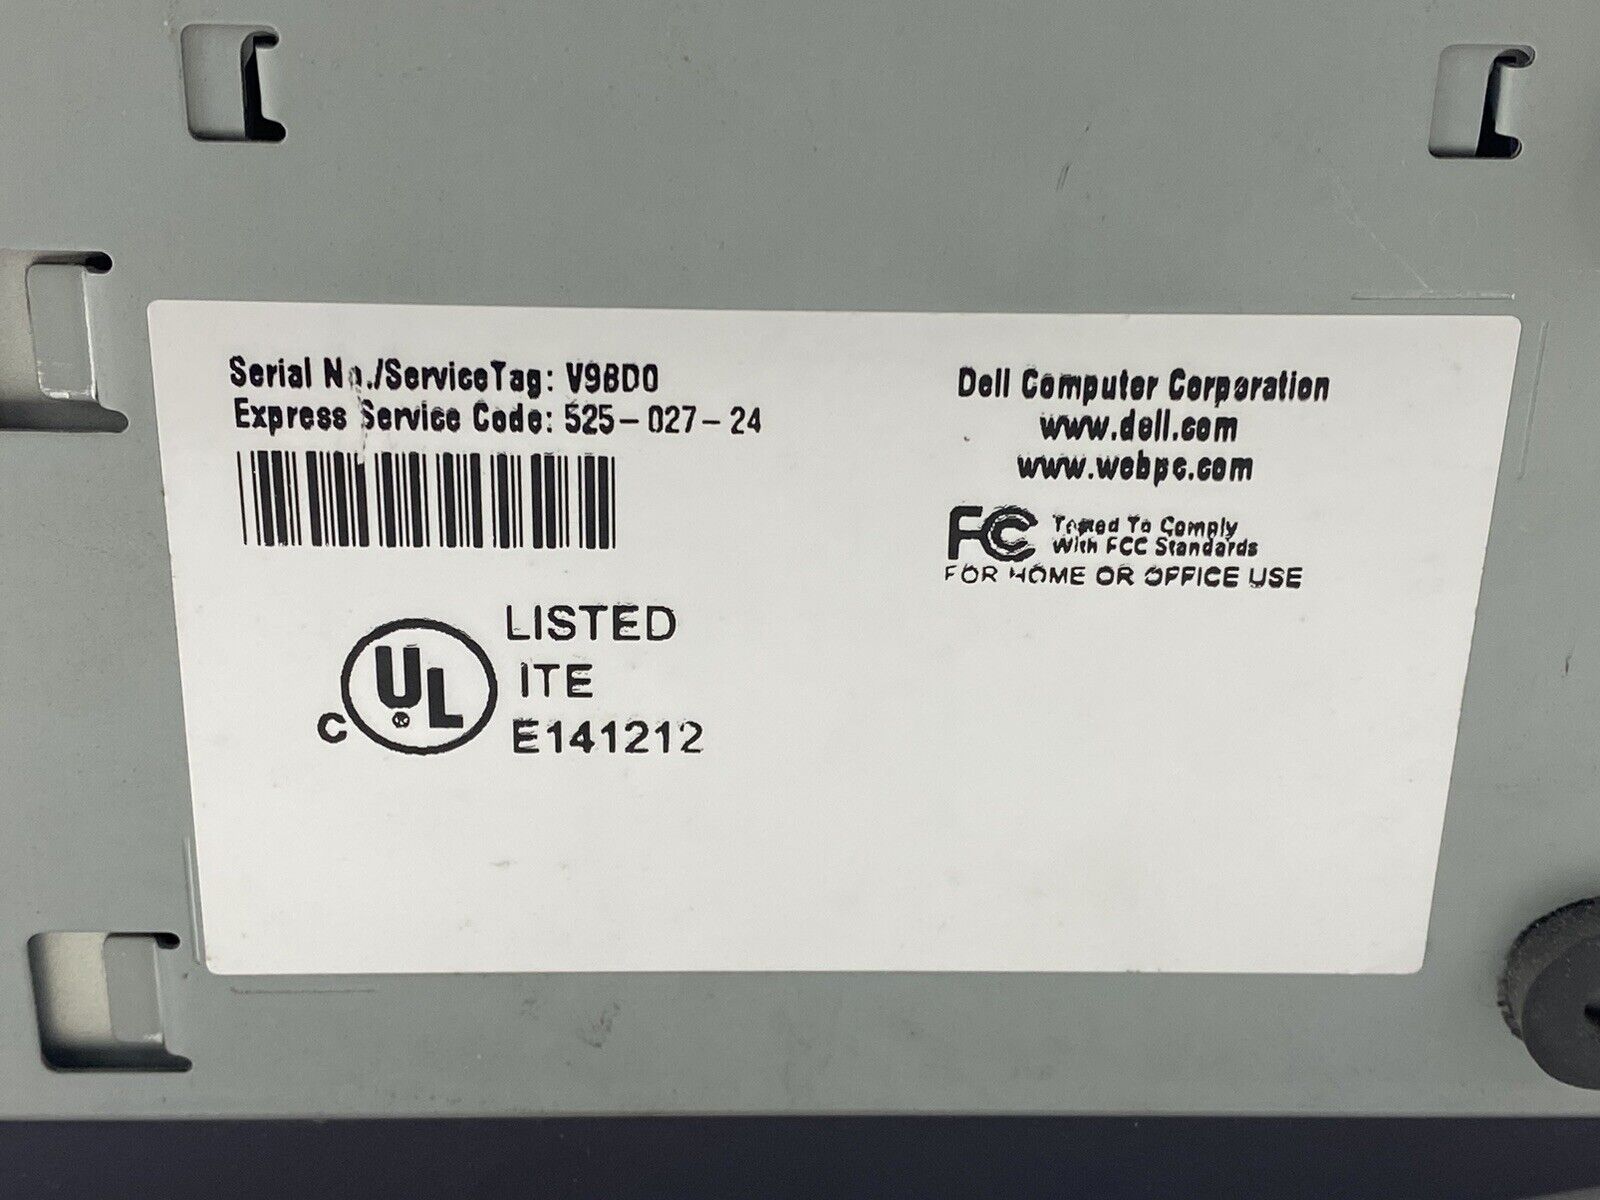 Serial No./ServiceTag: V9BD0
Express Service Code: 525-027-24
Dell Computer Corporation
www.dell.com
www.webpc.com
FC Tested To Comply
With FCC Standards
FOR HOME OR OFFICE USE
C UL ®
LISTED
ITE
E141212